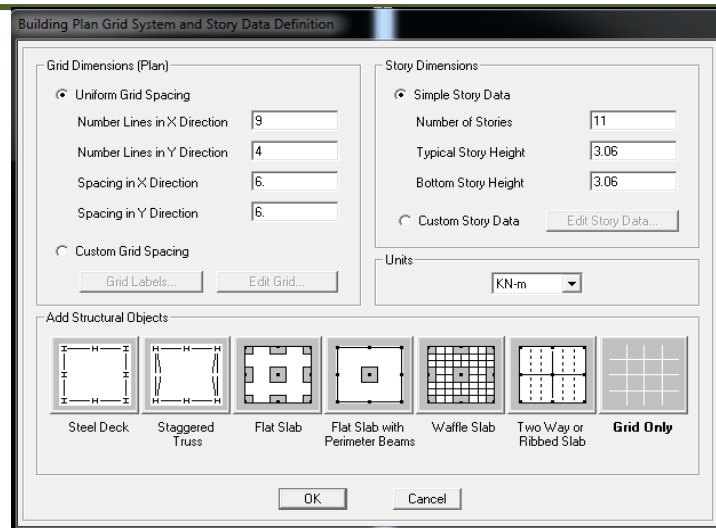 Building Plan Grid System and Story Data Definition
Grid Dimensions (Plan)
Uniform Grid Spacing
Number Lines in X Direction 9
Number Lines in Y Direction 4
Spacing in X Direction 6.
Spacing in Y Direction 6.
Custom Grid Spacing
Grid Labels... Edit Grid...
Story Dimensions
Simple Story Data
Number of Stories 11
Typical Story Height 3.06
Bottom Story Height 3.06
Custom Story Data Edit Story Data...
Units
KN-m
Add Structural Objects
Steel Deck
Staggered
Truss
Flat Slab
Flat Slab with
Perimeter Beams
Waffle Slab
Two Way or
Ribbed Slab
Grid Only
OK Cancel